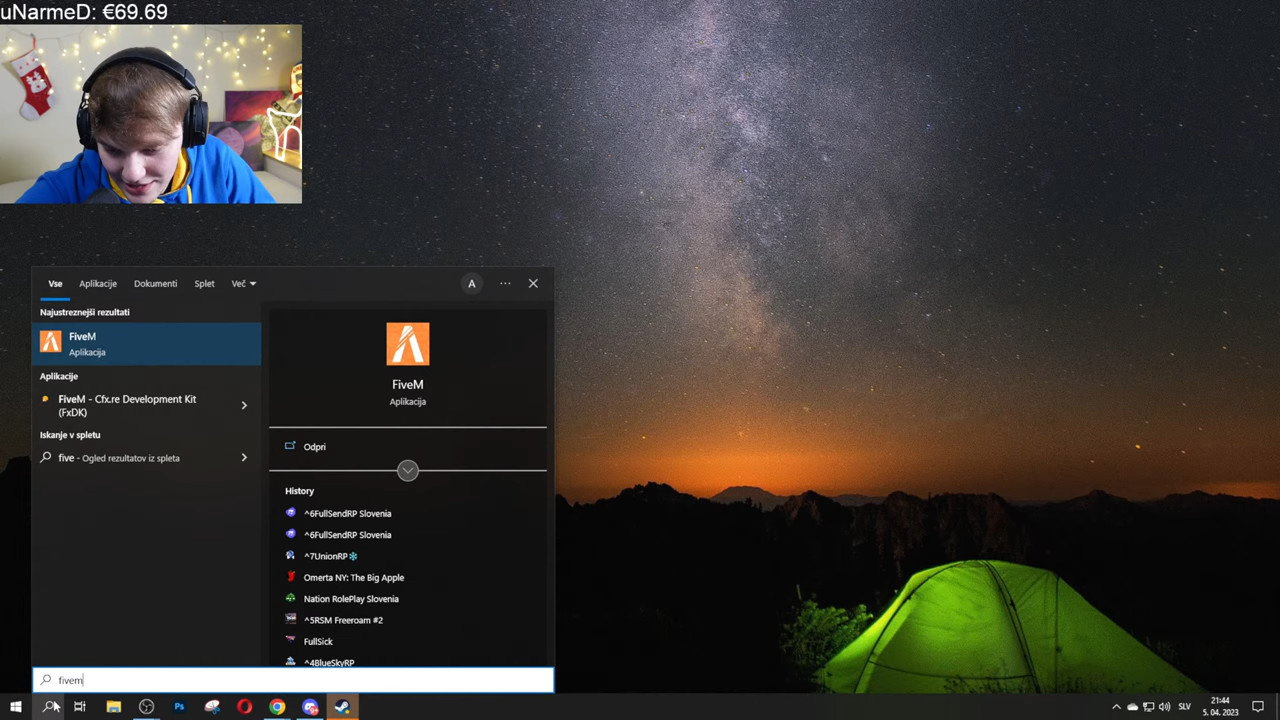 uNarmeD: €69.69
Vse
Aplikacije
Dokumenti
Splet
Več
A
Najustreznejši rezultati
FiveM
Aplikacija
Aplikacije
FiveM - Cfx.re Development Kit
(FxDK)
Iskanje v spletu
five - Ogled rezultatov iz spleta
FiveM
Aplikacija
Odpri
History
^6FullSendRP Slovenia
^6FullSendRP Slovenia
^7UnionRP❄
Omerta NY: The Big Apple
Nation RolePlay Slovenia
^5RSM Freeroam #2
FullSick
^4BlueSkyRP
fivem
Ps
SLV
21:44
5. 04. 2023